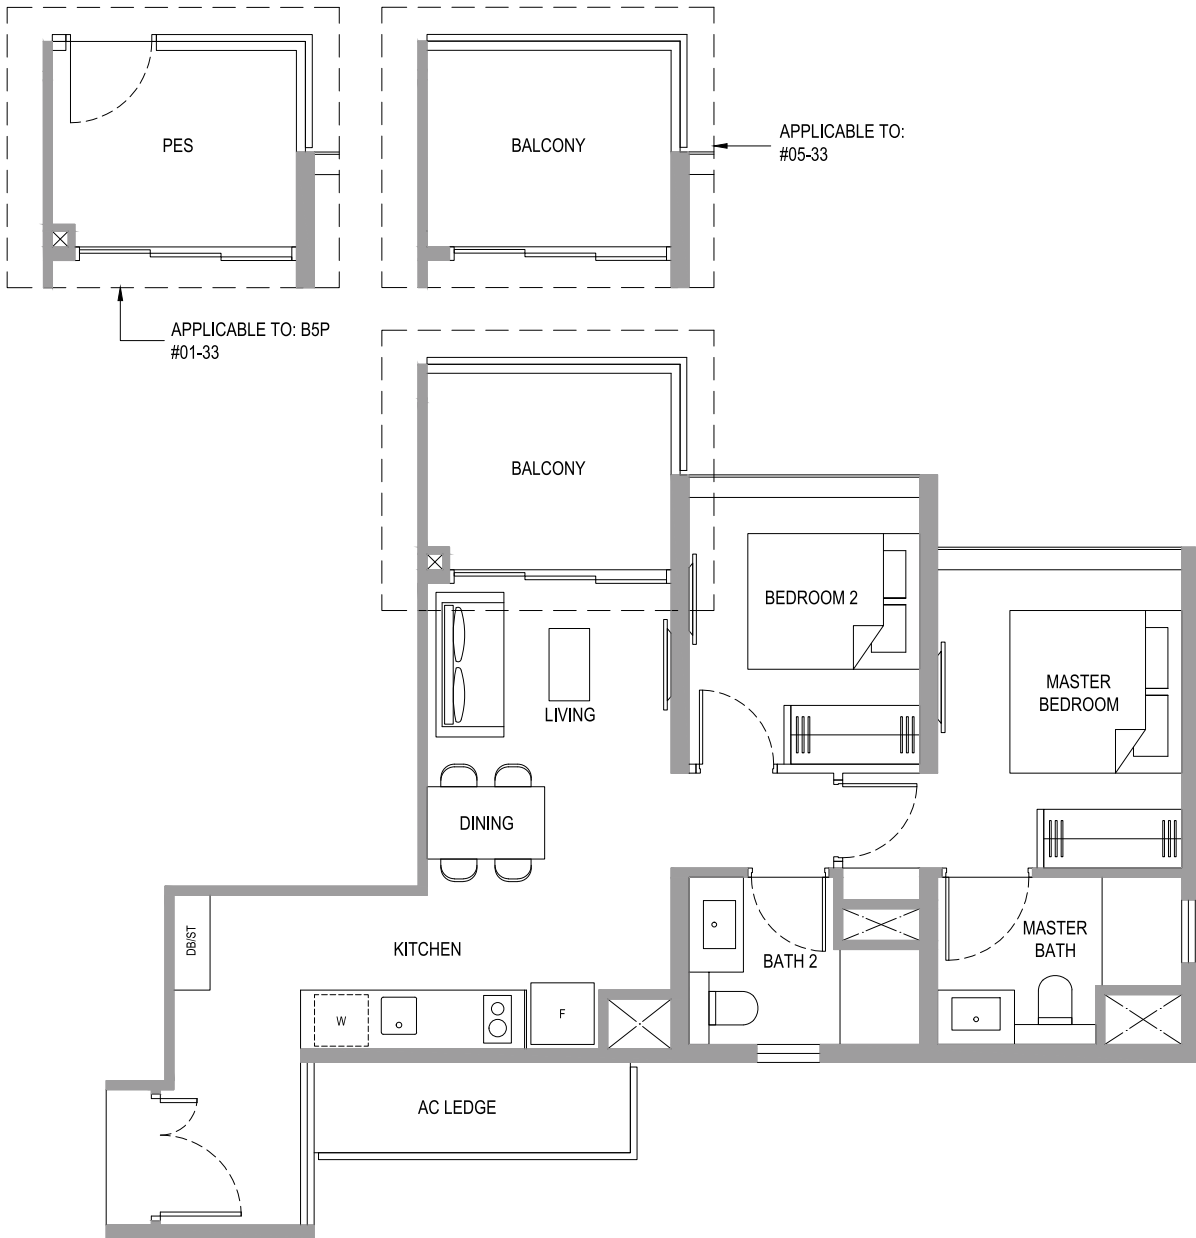 PES
BALCONY
APPLICABLE TO:
#05-33
APPLICABLE TO: B5P
#01-33
BALCONY
BEDROOM 2
MASTER
BEDROOM
LIVING
DINING
DB/ST
KITCHEN
MASTER
BATH
BATH 2
W
F
AC LEDGE